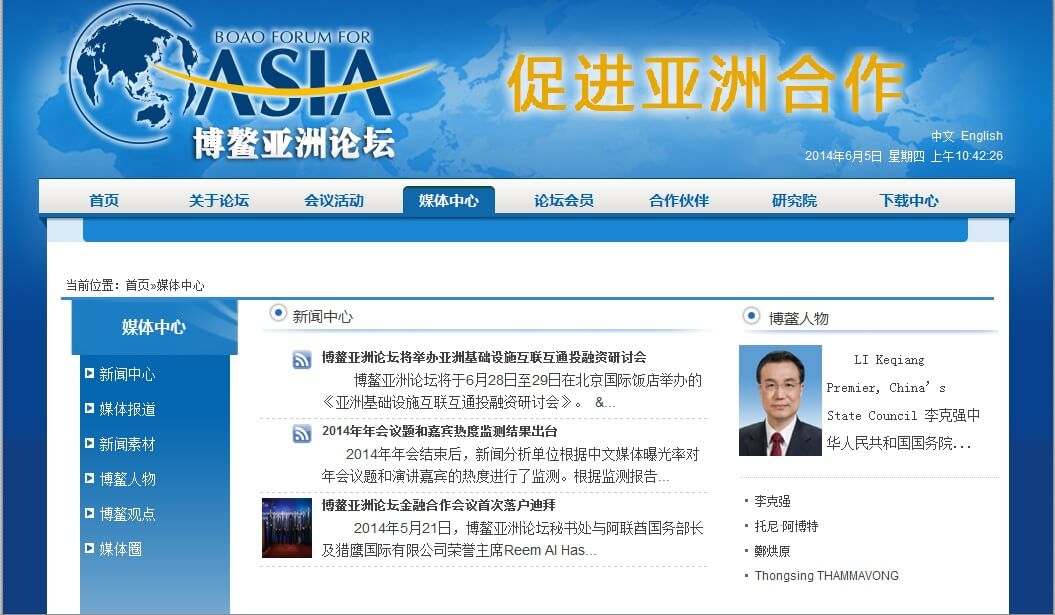 BOAO FORUM FOR
ASIA
博鳌亚洲论坛
促进亚洲合作
中文 English
2014年6月5日 星期四 上午10:42:26
首页 关于论坛 会议活动 媒体中心 论坛会员 合作伙伴 研究院 下载中心
当前位置：首页»媒体中心
媒体中心
新闻中心
媒体报道
新闻素材
博鳌人物
博鳌观点
媒体圈
新闻中心
博鳌亚洲论坛将举办亚洲基础设施互联互通投融资研讨会
博鳌亚洲论坛将于6月28日至29日在北京国际饭店举办的
《亚洲基础设施互联互通投融资研讨会》。 &...
2014年年会议题和嘉宾热度监测结果出台
2014年年会结束后，新闻分析单位根据中文媒体曝光率对
年会议题和演讲嘉宾的热度进行了监测。根据监测报告...
博鳌亚洲论坛金融合作会议首次落户迪拜
2014年5月21日，博鳌亚洲论坛秘书处与阿联酋国务部长
及猎鹰国际有限公司荣誉主席Reem Al Has...
博鳌人物
LI Keqiang
Premier, China’s
State Council 李克强中
华人民共和国国务院...
李克强
托尼·阿博特
鄭烘原
Thongsing THAMMAVONG